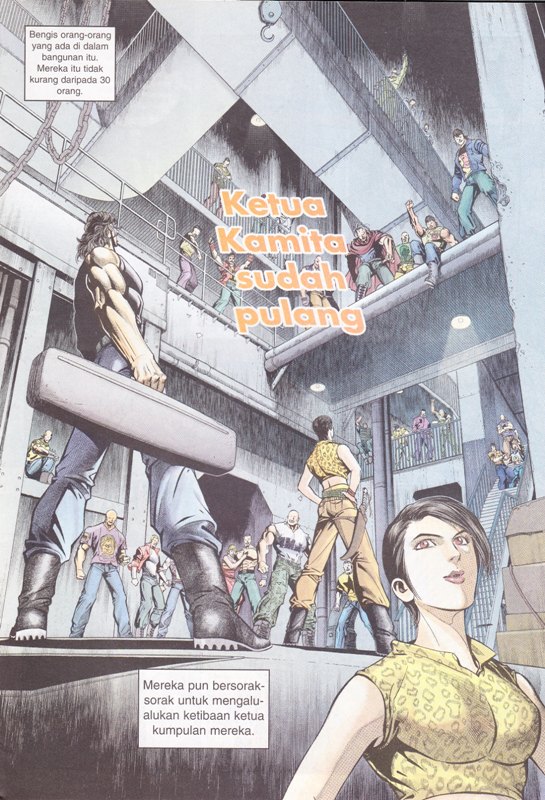 Bengis orang-orang
yang ada di dalam
bangunan itu.
Mereka itu tidak
kurang daripada 30
orang.
Ketua
Kamita
sudah
pulang
Mereka pun bersorak-
sorak untuk mengalu-
alukan ketibaan ketua
kumpulan mereka.